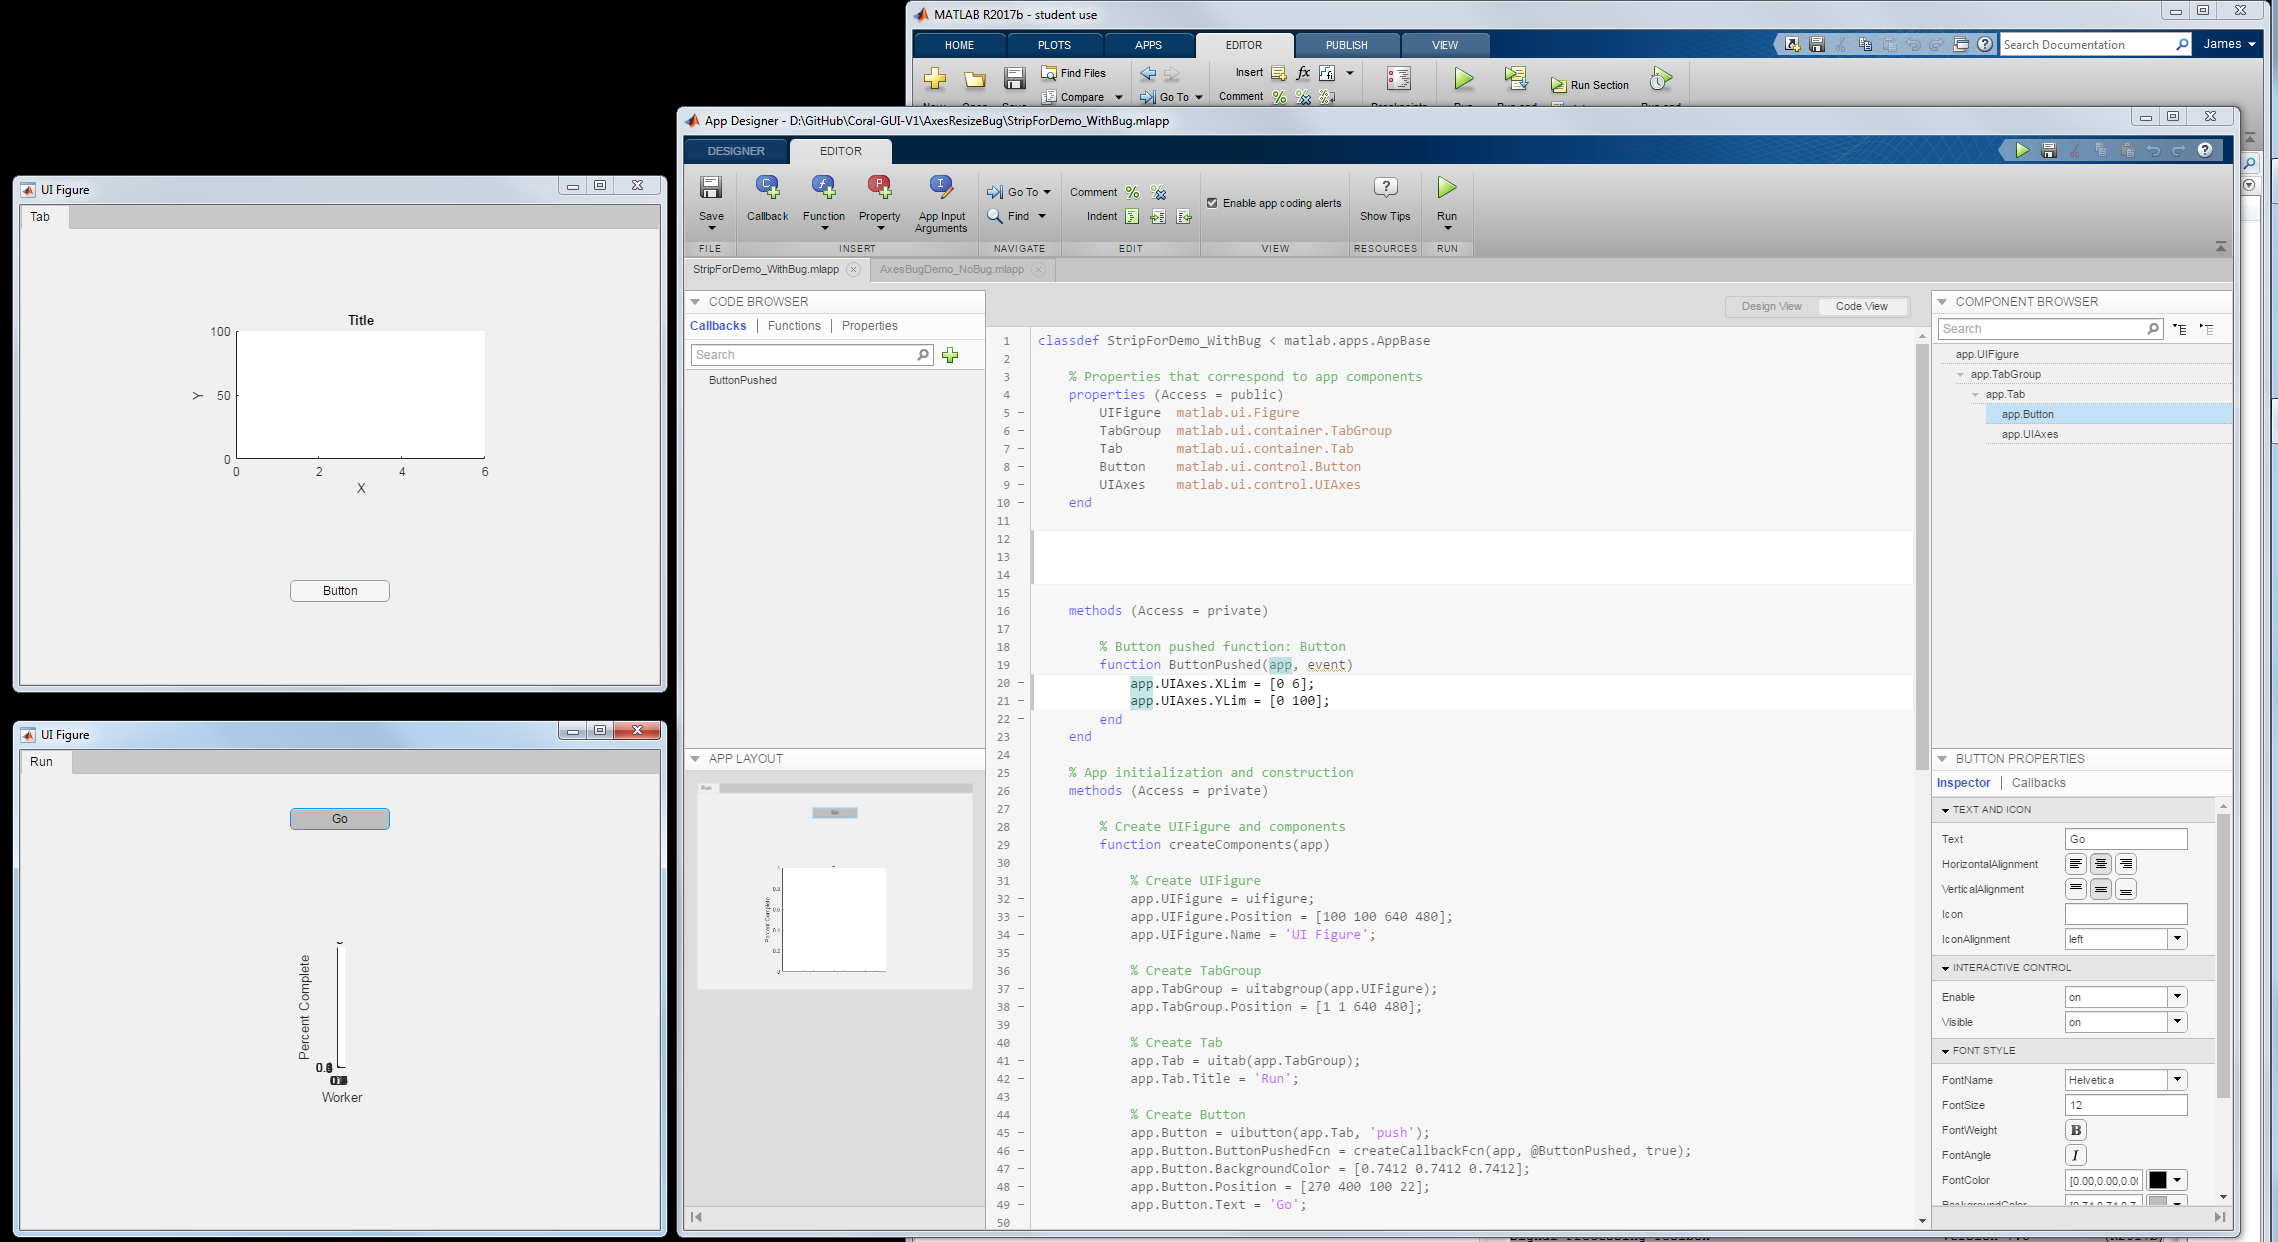 MATLAB R2017b - student use
HOME
PLOTS
APPS
EDITOR
PUBLISH
VIEW
Search Documentation
James
Find Files
Compare
Go To
Insert
fx
Comment
Run Section
App Designer - D:\GitHub\Coral-GUI-V1\AxesResizeBug\StripForDemo_WithBug.mlapp
DESIGNER
EDITOR
Save
Callback
Function
Property
App Input
Arguments
Go To
Find
Comment
Indent
Enable app coding alerts
Show Tips
Run
FILE
INSERT
NAVIGATE
EDIT
VIEW
RESOURCES
RUN
StripForDemo_WithBug.mlapp
AxesBugDemo_NoBug.mlapp
UI Figure
Tab
Title
100
50
0
Y
0 2 4 6
X
Button
UI Figure
Run
Go
Percent Complete
Worker
CODE BROWSER
Callbacks
Functions
Properties
Search
ButtonPushed
APP LAYOUT
Run
Go
Percent Complete
1
0.8
0.6
0.4
0.2
0
Design View
Code View
1 classdef StripForDemo_WithBug < matlab.apps.AppBase
2
3 % Properties that correspond to app components
4 properties (Access = public)
5 – UIFigure matlab.ui.Figure
6 – TabGroup matlab.ui.container.TabGroup
7 – Tab matlab.ui.container.Tab
8 – Button matlab.ui.control.Button
9 – UIAxes matlab.ui.control.UIAxes
10 – end
11
12
13
14
15
16 methods (Access = private)
17
18 % Button pushed function: Button
19 function ButtonPushed(app, event)
20 – app.UIAxes.XLim = [0 6];
21 – app.UIAxes.YLim = [0 100];
22 – end
23 end
24
25 % App initialization and construction
26 methods (Access = private)
27
28 % Create UIFigure and components
29 function createComponents(app)
30
31 % Create UIFigure
32 – app.UIFigure = uifigure;
33 – app.UIFigure.Position = [100 100 640 480];
34 – app.UIFigure.Name = 'UI Figure';
35
36 % Create TabGroup
37 – app.TabGroup = uitabgroup(app.UIFigure);
38 – app.TabGroup.Position = [1 1 640 480];
39
40 % Create Tab
41 – app.Tab = uitab(app.TabGroup);
42 – app.Tab.Title = 'Run';
43
44 % Create Button
45 – app.Button = uibutton(app.Tab, 'push');
46 – app.Button.ButtonPushedFcn = createCallbackFcn(app, @ButtonPushed, true);
47 – app.Button.BackgroundColor = [0.7412 0.7412 0.7412];
48 – app.Button.Position = [270 400 100 22];
49 – app.Button.Text = 'Go';
50
COMPONENT BROWSER
Search
app.UIFigure
app.TabGroup
app.Tab
app.Button
app.UIAxes
BUTTON PROPERTIES
Inspector
Callbacks
TEXT AND ICON
Text Go
HorizontalAlignment
VerticalAlignment
Icon
IconAlignment left
INTERACTIVE CONTROL
Enable on
Visible on
FONT STYLE
FontName Helvetica
FontSize 12
FontWeight B
FontAngle I
FontColor [0.00,0.00,0.0